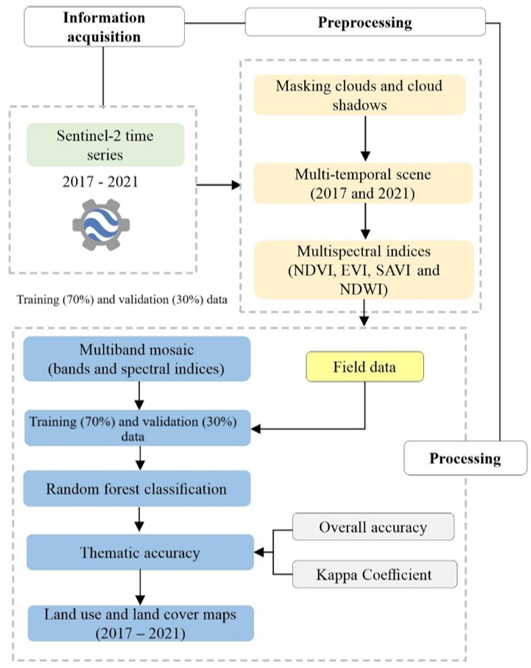 Information
acquisition
Preprocessing
Sentinel-2 time
series
2017 - 2021
Masking clouds and cloud
shadows
Multi-temporal scene
(2017 and 2021)
Multispectral índices
(NDVI, EVI, SAVI and
NDWI)
Training (70%) and validation (30%) data
Multiband mosaic
(bands and spectral indices)
Field data
Training (70%) and validation (30%)
data
Processing
Random forest classification
Overall accuracy
Thematic accuracy
Kappa Coefficient
Land use and land cover maps
(2017 – 2021)